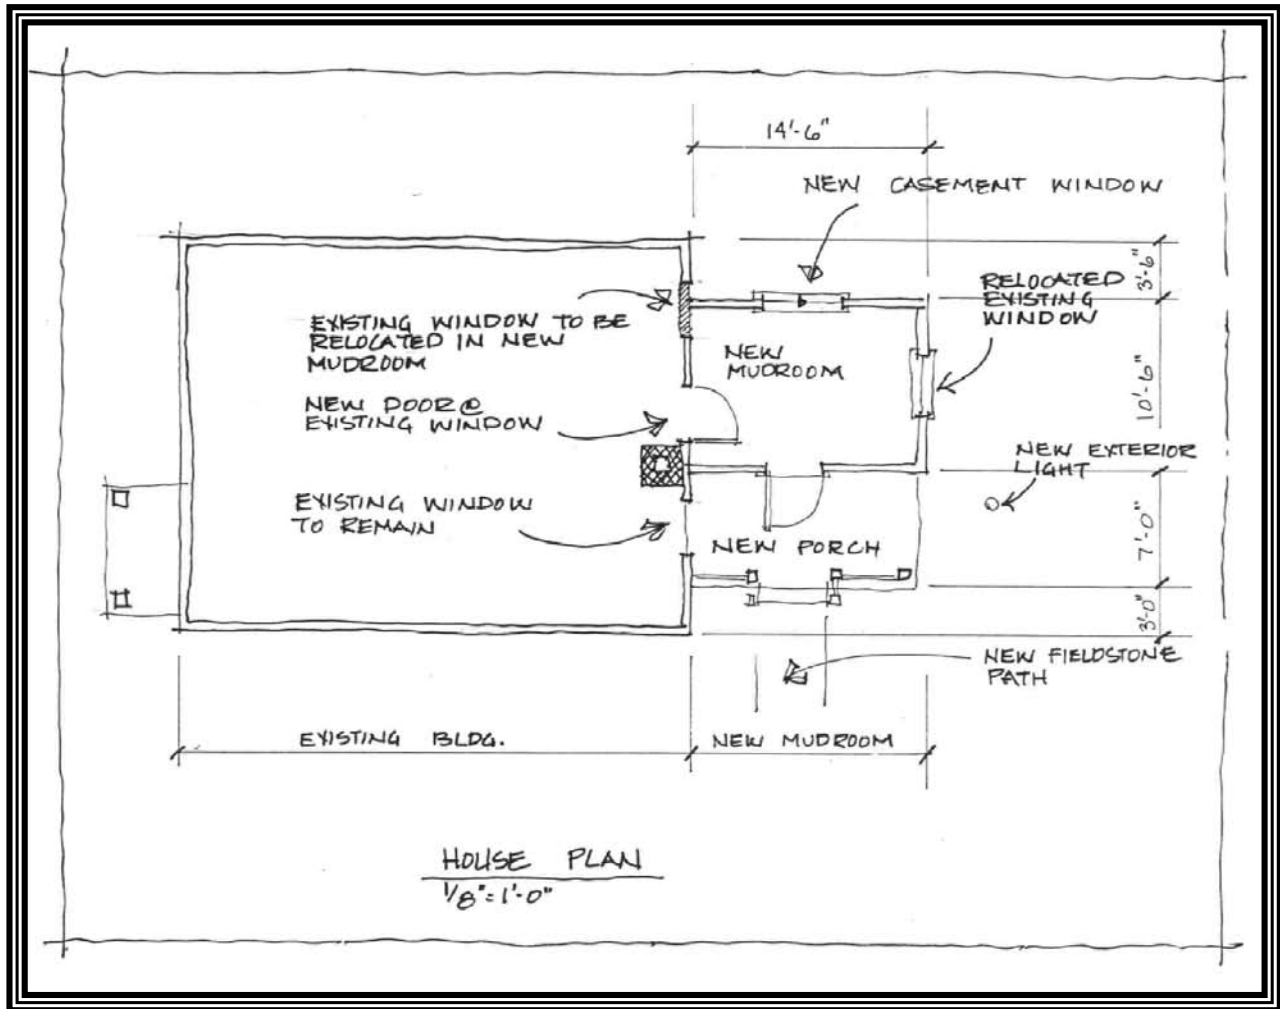 14'-6"
NEW CASEMENT WINDOW
3'-6"
RELOCATED
EXISTING
WINDOW
EXISTING WINDOW TO BE
RELOCATED IN NEW
MUDROOM
NEW
MUDROOM
10'-6"
NEW DOOR @
EXISTING WINDOW
NEW EXTERIOR
LIGHT
EXISTING WINDOW
TO REMAIN
NEW PORCH
7'-0"
3'-0"
NEW FIELDSTONE
PATH
EXISTING BLDG.
NEW MUDROOM
HOUSE PLAN
1/8"=1'-0"